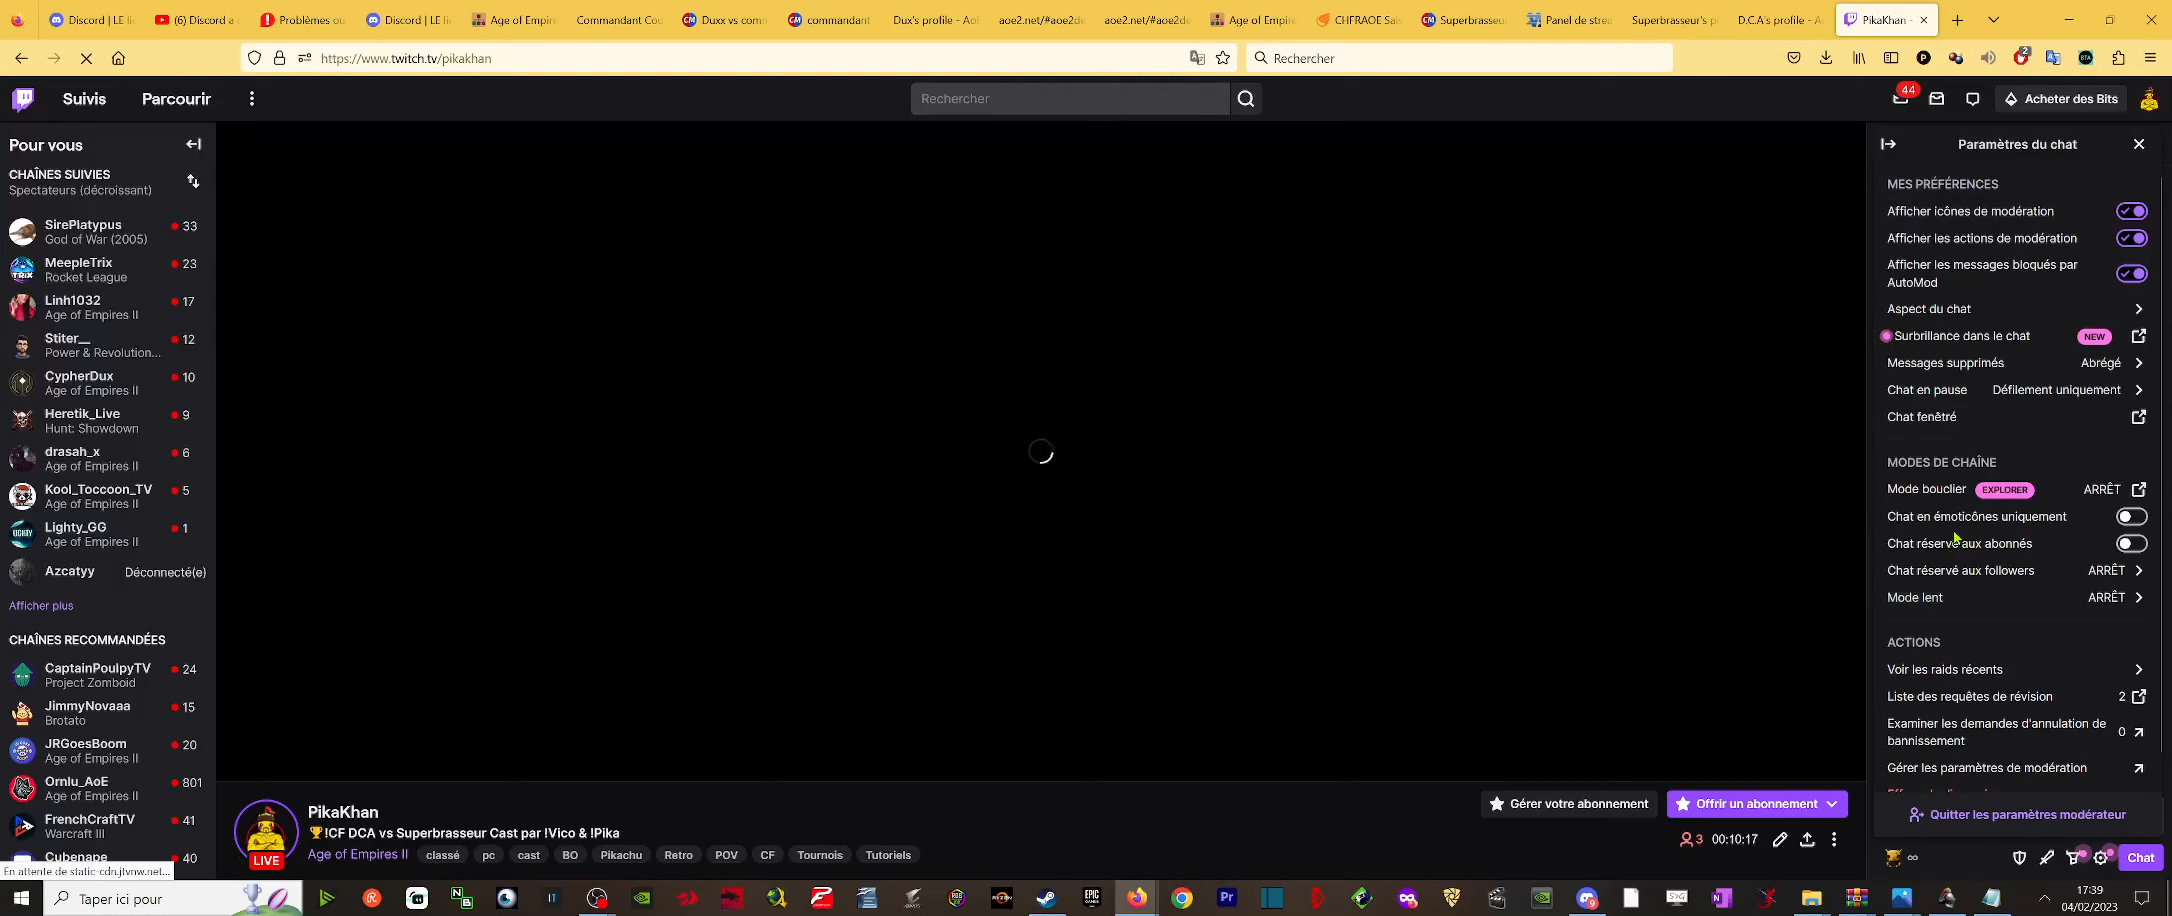 Discord | LE li
(6) Discord a c
Problèmes ou
Discord | LE li
Age of Empire
Commandant Cou
Duxx vs comm
commandant
Dux's profile - Aoe
aoe2.net/#aoe2de
aoe2.net/#aoe2de
Age of Empire
CHFRAOE Sais
Superbrasseur
Panel de strea
Superbrasseur's p
D.C.A's profile - A
PikaKhan -
https://www.twitch.tv/pikakhan
Rechercher
2
Suivis
Parcourir
Rechercher
44
Acheter des Bits
Pour vous
CHAÎNES SUIVIES
Spectateurs (décroissant)
SirePlatypus
33
God of War (2005)
MeepleTrix
23
Rocket League
Linh1032
17
Age of Empires II
Stiter__
12
Power & Revolution...
CypherDux
10
Age of Empires II
Heretik_Live
9
Hunt: Showdown
drasah_x
6
Age of Empires II
Kool_Toccoon_TV
5
Age of Empires II
Lighty_GG
1
Age of Empires II
Azcatyy
Déconnecté(e)
Afficher plus
CHAÎNES RECOMMANDÉES
CaptainPoulpyTV
24
Project Zomboid
JimmyNovaaa
15
Brotato
JRGoesBoom
20
Age of Empires II
Ornlu_AoE
801
Age of Empires II
FrenchCraftTV
41
Warcraft III
Cubenape
40
En attente de static-cdn.jtvnw.net...
LIVE
PikaKhan
!CF DCA vs Superbrasseur Cast par !Vico & !Pika
Age of Empires II
classé
pc
cast
BO
Pikachu
Retro
POV
CF
Tournois
Tutoriels
Gérer votre abonnement
Offrir un abonnement
3
00:10:17
Paramètres du chat
MES PRÉFÉRENCES
Afficher icônes de modération
Afficher les actions de modération
Afficher les messages bloqués par
AutoMod
Aspect du chat
Surbrillance dans le chat
NEW
Messages supprimés
Abrégé
Chat en pause
Défilement uniquement
Chat fenêtré
MODES DE CHAÎNE
Mode bouclier
EXPLORER
ARRÊT
Chat en émoticônes uniquement
Chat réservé aux abonnés
Chat réservé aux followers
ARRÊT
Mode lent
ARRÊT
ACTIONS
Voir les raids récents
Liste des requêtes de révision
2
Examiner les demandes d'annulation de
bannissement
0
Gérer les paramètres de modération
Quitter les paramètres modérateur
∞
Chat
Taper ici pour
17:39
04/02/2023